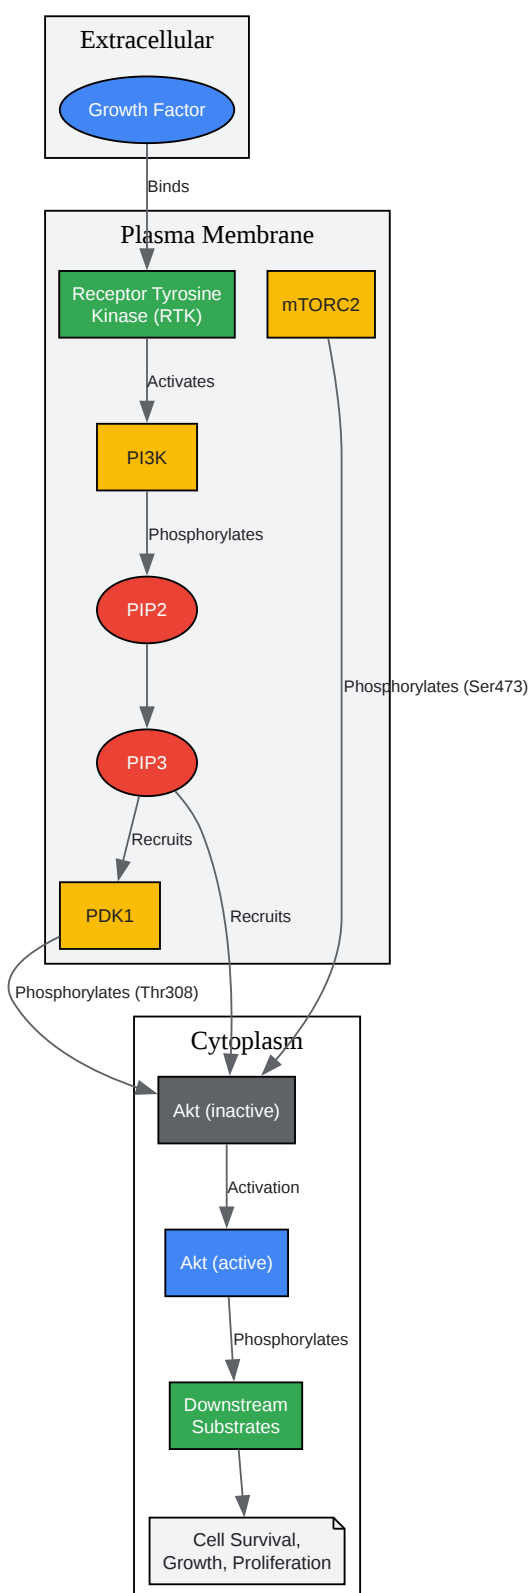 Extracellular
Growth Factor
Binds
Plasma Membrane
Receptor Tyrosine
Kinase (RTK)
mTORC2
Activates
PI3K
Phosphorylates
PIP2
Phosphorylates (Ser473)
PIP3
Recruits
PDK1
Recruits
Phosphorylates (Thr308)
Cytoplasm
Akt (inactive)
Activation
Akt (active)
Phosphorylates
Downstream
Substrates
Cell Survival,
Growth, Proliferation